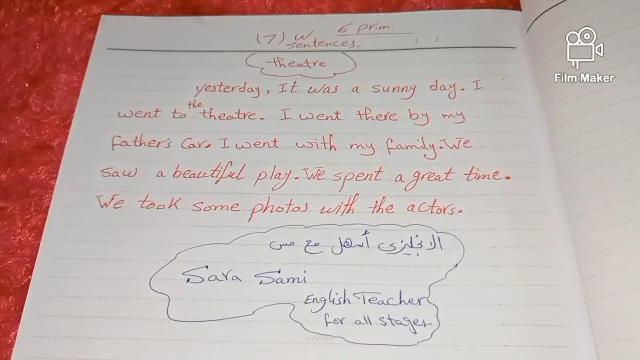 6 prim.
(7) w
sentences.
Film Maker
theatre
yesterday, It was a sunny day. I
went to the theatre. I went there by my
father's Car. I went with my family. We
saw a beautiful play. We spent a great time.
We took some photos with the actors.
الانجليزى أسهل مع مس
Sara Sami
English Teacher
for all stages